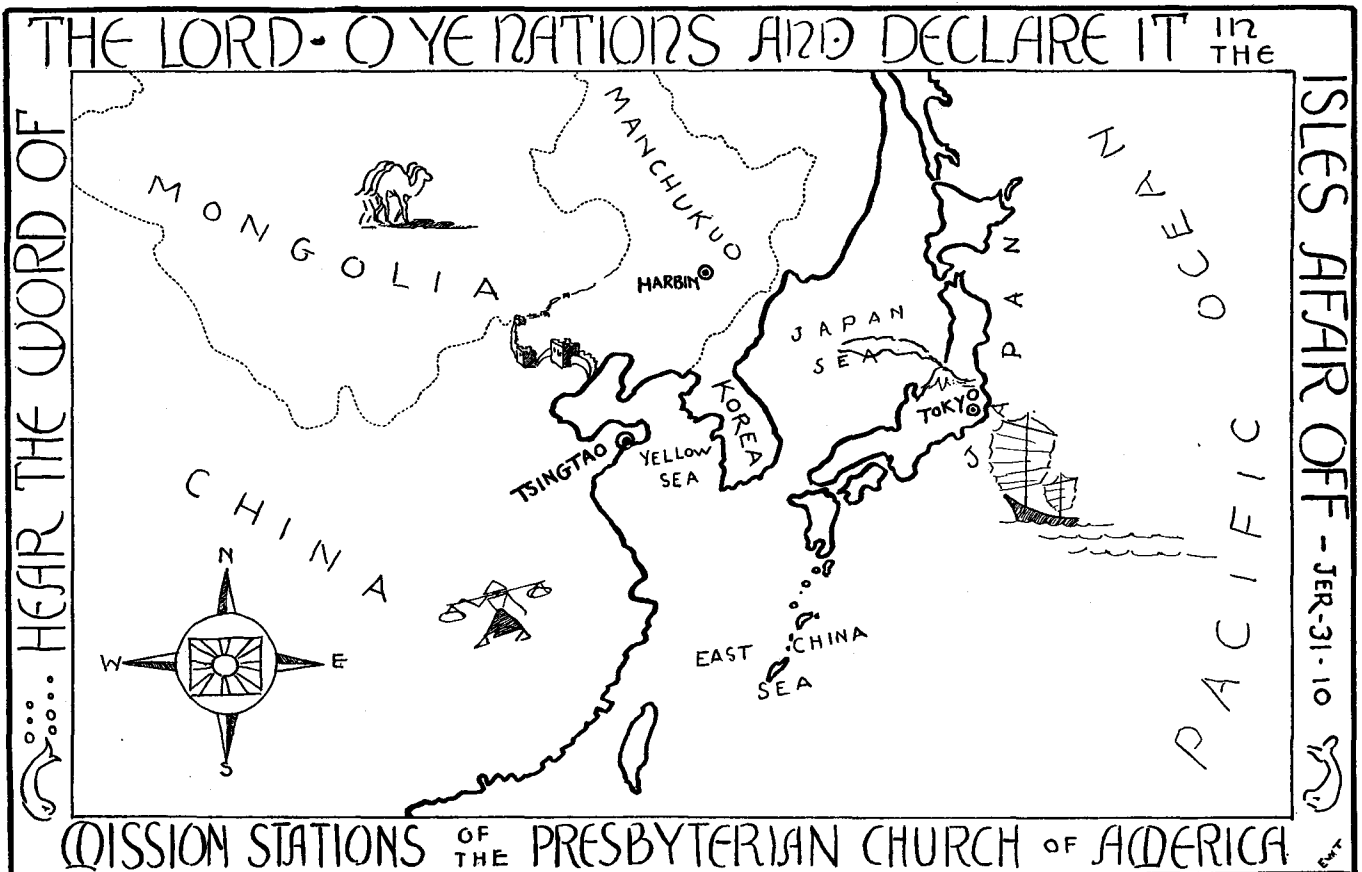 HEAR THE WORD OF
THE LORD · O YE NATIONS AND DECLARE IT IN THE
ISLES AFAR OFF - JER-31-10
MONGOLIA
MANCHUKUO
HARBIN
JAPAN
SEA
JAPAN
TOKYO
KOREA
YELLOW
SEA
TSINGTAO
CHINA
EAST CHINA
SEA
PACIFIC OCEAN
N
W E
S
MISSION STATIONS OF THE PRESBYTERIAN CHURCH OF AMERICA
EWT